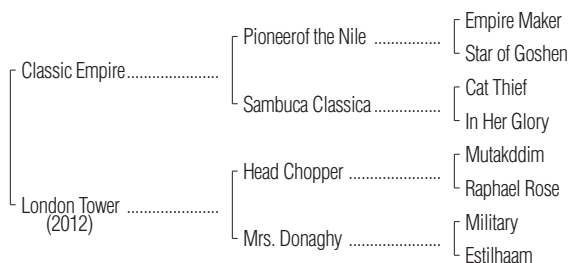 Empire Maker
Pioneerof the Nile ................
Star of Goshen
Classic Empire ......................
Cat Thief
Sambuca Classica ................
In Her Glory
Mutakddim
Head Chopper ......................
Raphael Rose
London Tower ......................
(2012)
Military
Mrs. Donaghy ......................
Estilhaam